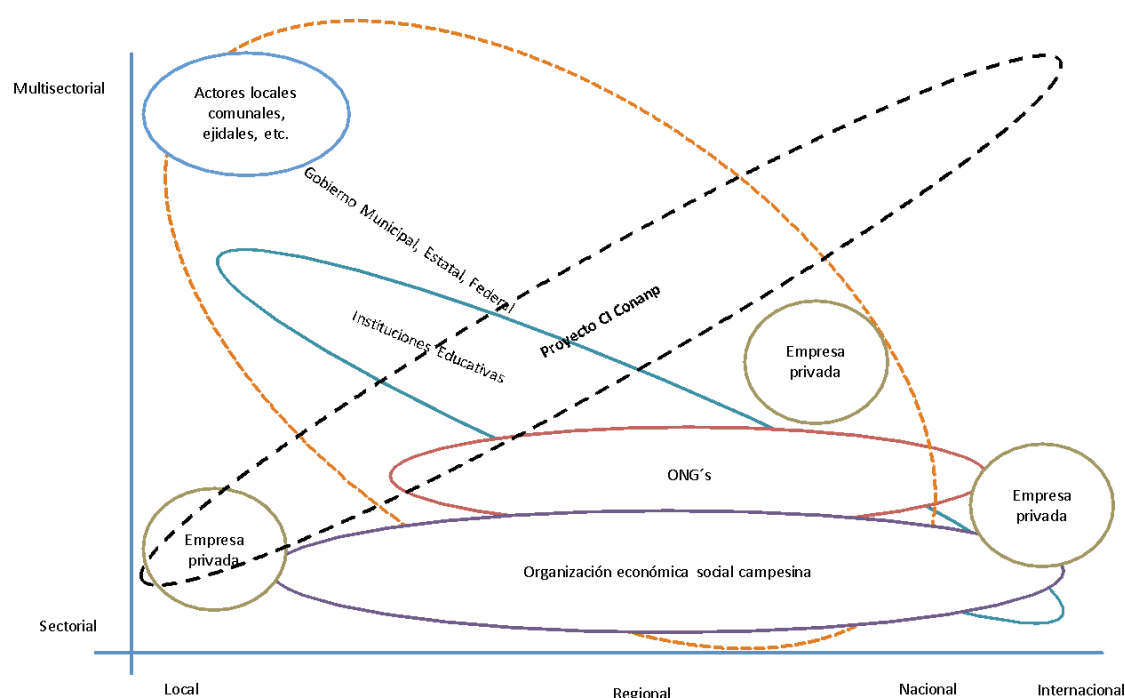 Multisectorial
Actores locales
comunales,
ejidales, etc.
Gobierno Municipal, Estatal, Federal
Instituciones Educativas
Proyecto CI Conanp
Empresa
privada
ONG´s
Empresa
privada
Empresa
privada
Organización económica social campesina
Sectorial
Local
Regional
Nacional
Internacional